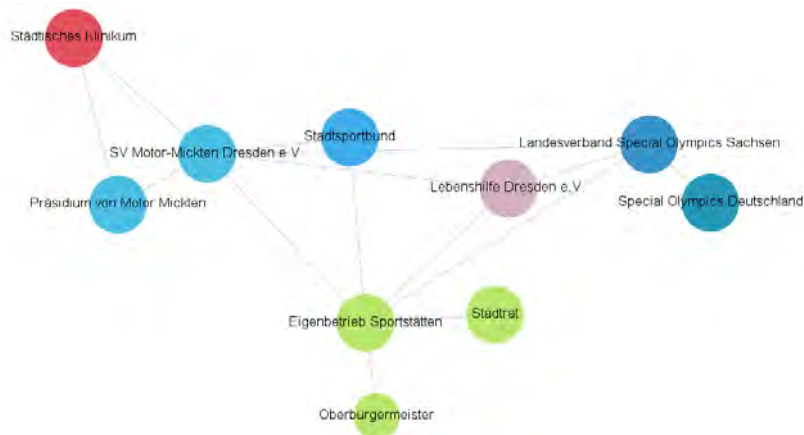 Städtisches Klinikum
Stadtsportbund
Landesverband Special Olympics Sachsen
SV Motor-Mickten Dresden e.V
Lebenshilfe Dresden e.V.
Präsidium von Motor Mickten
Special Olympics Deutschland
Eigenbetrieb Sportstätten
Stadtrat
Oberbürgermeister